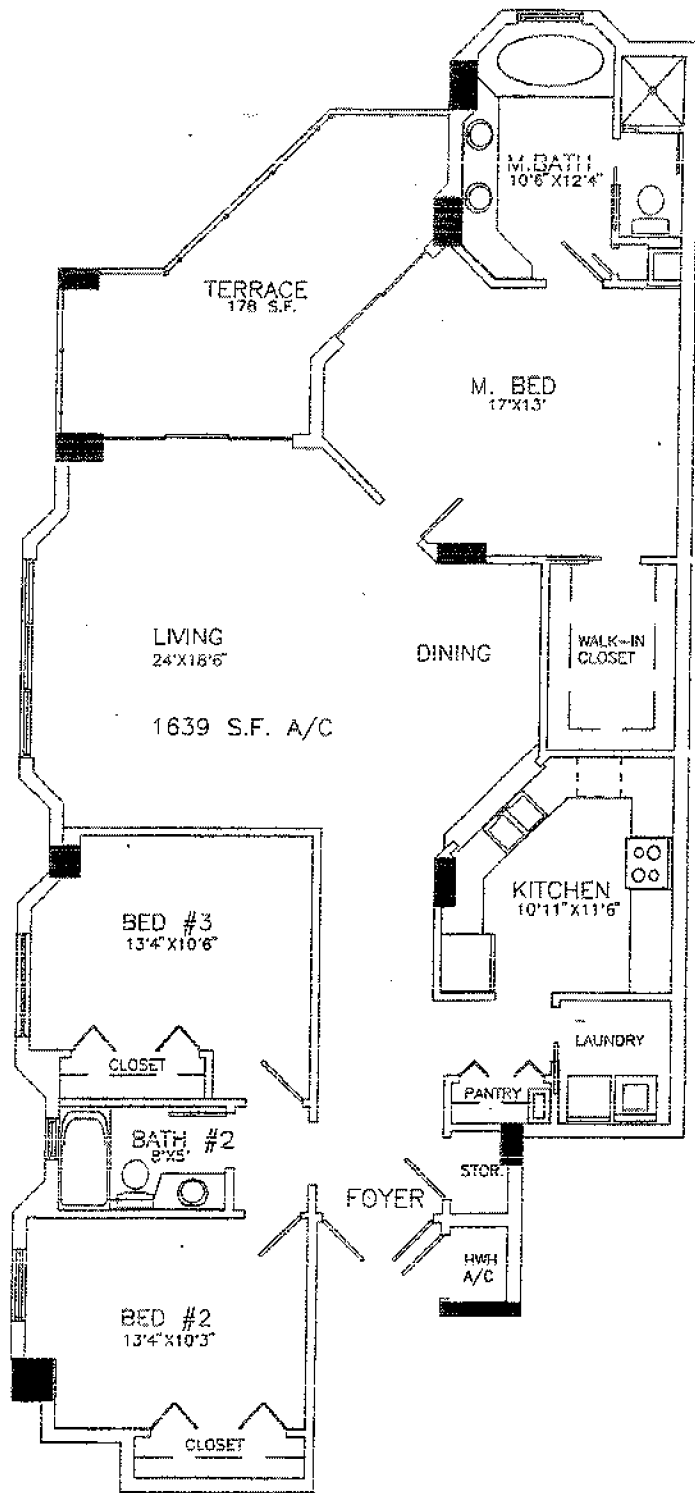 M.BATH
10'6"X12'4"
TERRACE
178 S.F.
M. BED
17'X13'
LIVING
24'X18'6"
DINING
WALK-IN
CLOSET
1639 S.F. A/C
KITCHEN
10'11"X11'6"
BED #3
13'4"X10'6"
CLOSET
LAUNDRY
PANTRY
BATH #2
8'X5'
STOR.
FOYER
HWH
A/C
BED #2
13'4"X10'3"
CLOSET